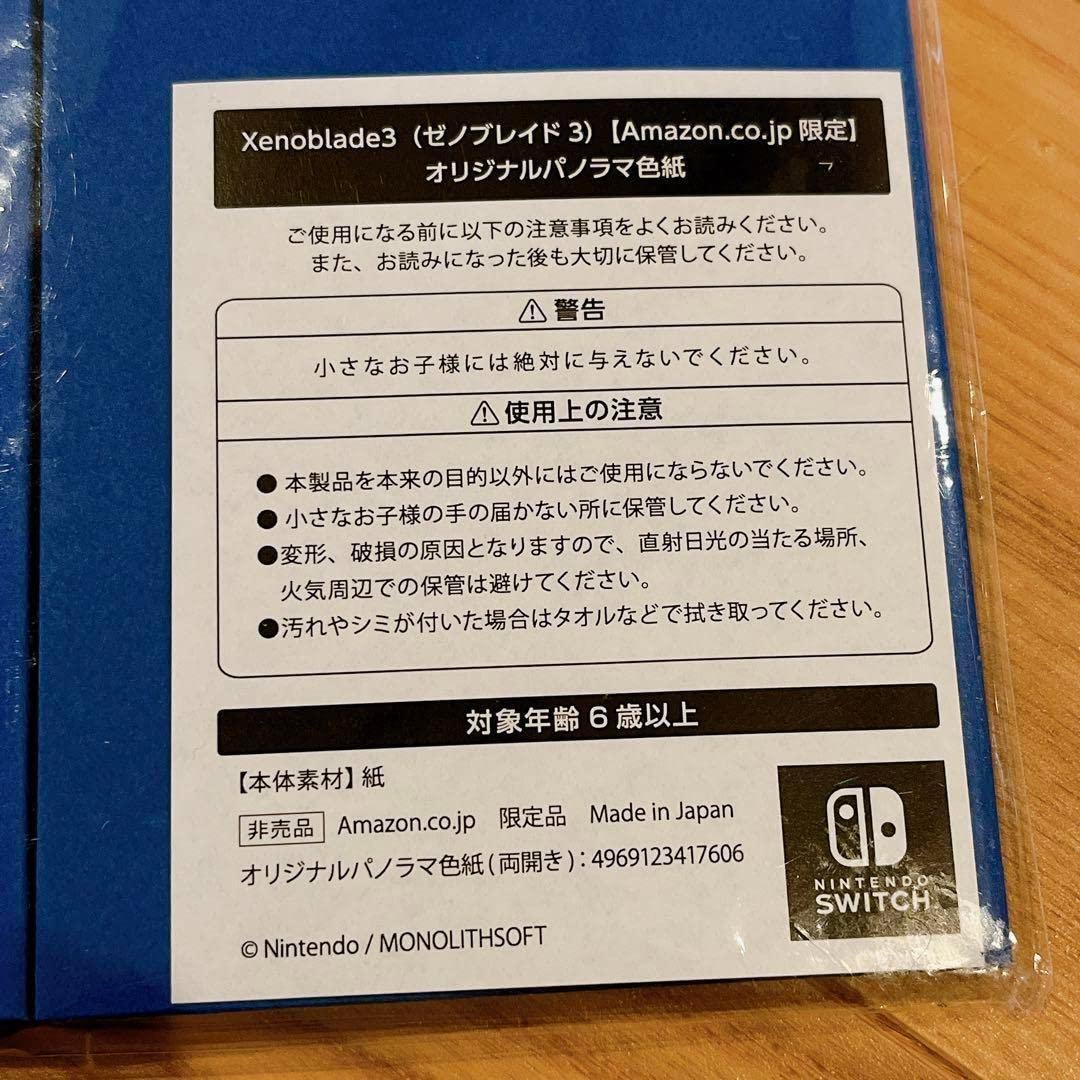 Xenoblade3（ゼノブレイド3）【Amazon.co.jp 限定】
オリジナルパノラマ色紙
ご使用になる前に以下の注意事項をよくお読みください。
また、お読みになった後も大切に保管してください。
⚠警告
小さなお子様には絶対に与えないでください。
⚠使用上の注意
● 本製品を本来の目的以外にはご使用にならないでください。
● 小さなお子様の手の届かない所に保管してください。
●変形、破損の原因となりますので、直射日光の当たる場所、
火気周辺での保管は避けてください。
●汚れやシミが付いた場合はタオルなどで拭き取ってください。
対象年齢6歳以上
【本体素材】紙
非売品 Amazon.co.jp 限定品 Made in Japan
オリジナルパノラマ色紙(両開き)：4969123417606
© Nintendo / MONOLITHSOFT
NINTENDO
SWITCH